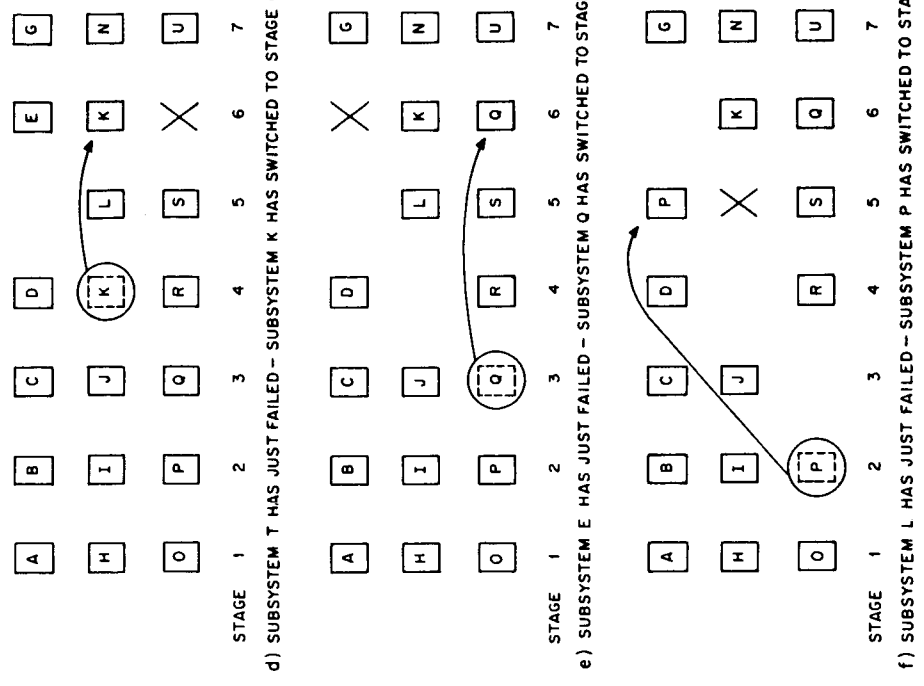 A B C D E G
H I J K L K N
O P Q R S U
STAGE 1 2 3 4 5 6 7
d) SUBSYSTEM T HAS JUST FAILED – SUBSYSTEM K HAS SWITCHED TO STAGE
A B C D G
H I J L K N
O P Q R S Q U
STAGE 1 2 3 4 5 6 7
e) SUBSYSTEM E HAS JUST FAILED – SUBSYSTEM Q HAS SWITCHED TO STAG
A B C D P G
H I J K N
O P R S Q U
STAGE 1 2 3 4 5 6 7
f) SUBSYSTEM L HAS JUST FAILED – SUBSYSTEM P HAS SWITCHED TO STA